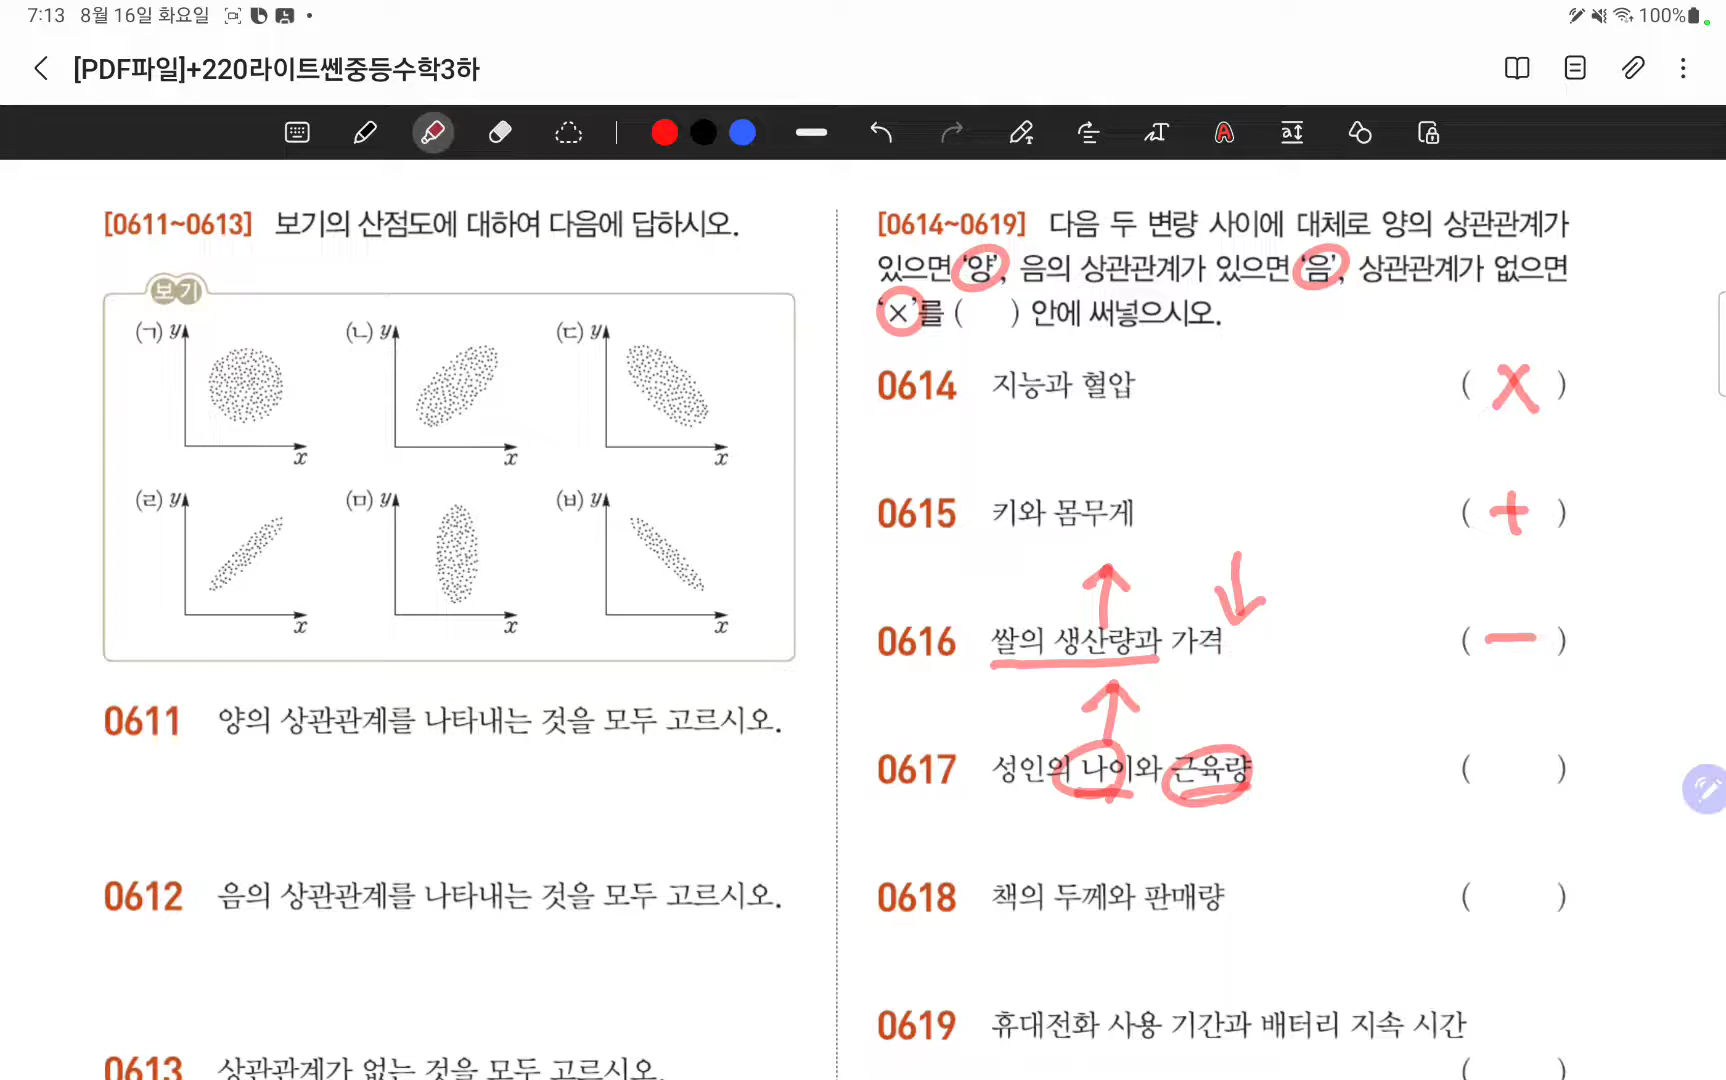 7:13 8월 16일 화요일
100%
[PDF파일]+220라이트쎈중등수학3하
[0611~0613] 보기의 산점도에 대하여 다음에 답하시오.
보기
(ㄱ) y x
(ㄴ) y x
(ㄷ) y x
(ㄹ) y x
(ㅁ) y x
(ㅂ) y x
0611 양의 상관관계를 나타내는 것을 모두 고르시오.
0612 음의 상관관계를 나타내는 것을 모두 고르시오.
0613 상관관계가 없는 것을 모두 고르시오.
[0614~0619] 다음 두 변량 사이에 대체로 양의 상관관계가
있으면 '양', 음의 상관관계가 있으면 '음', 상관관계가 없으면
'×'를 ( ) 안에 써넣으시오.
0614 지능과 혈압 ( X )
0615 키와 몸무게 ( + )
0616 쌀의 생산량과 가격 ( − )
0617 성인의 나이와 근육량 ( )
0618 책의 두께와 판매량 ( )
0619 휴대전화 사용 기간과 배터리 지속 시간
( )